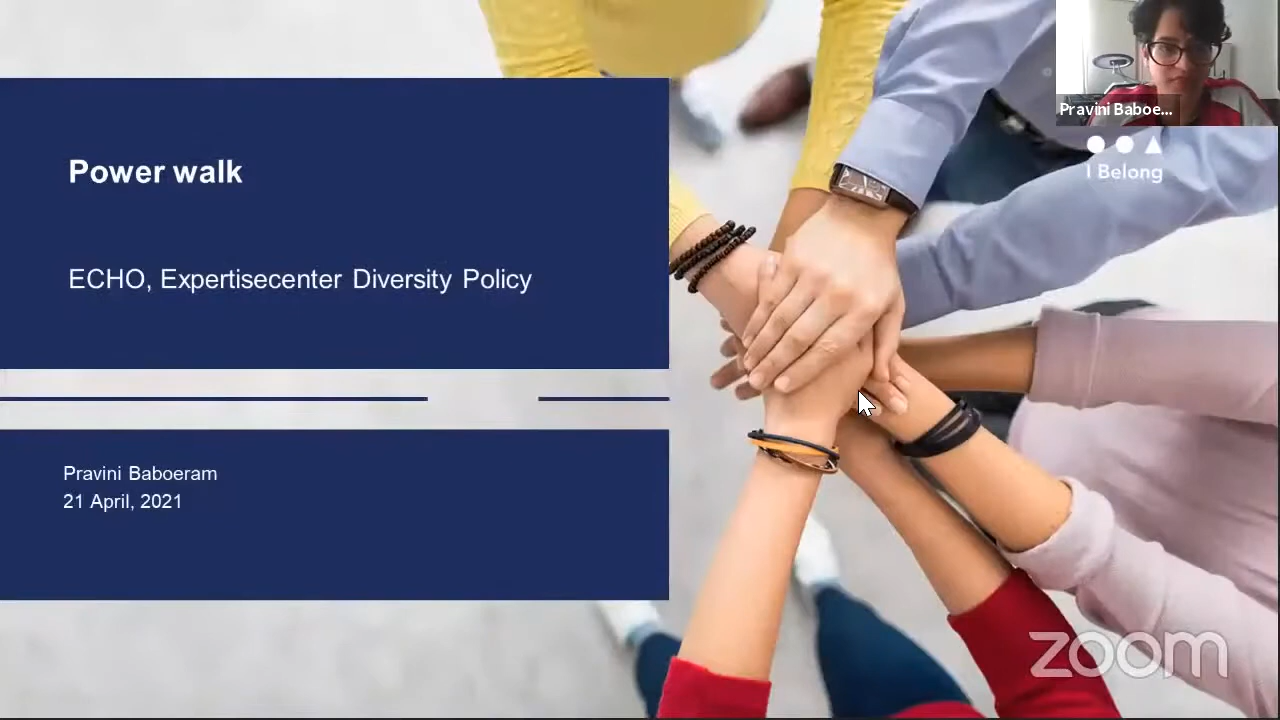 Power walk
ECHO, Expertisecenter Diversity Policy
Pravini Baboeram
21 April, 2021
Pravini Baboe...
I Belong
zoom